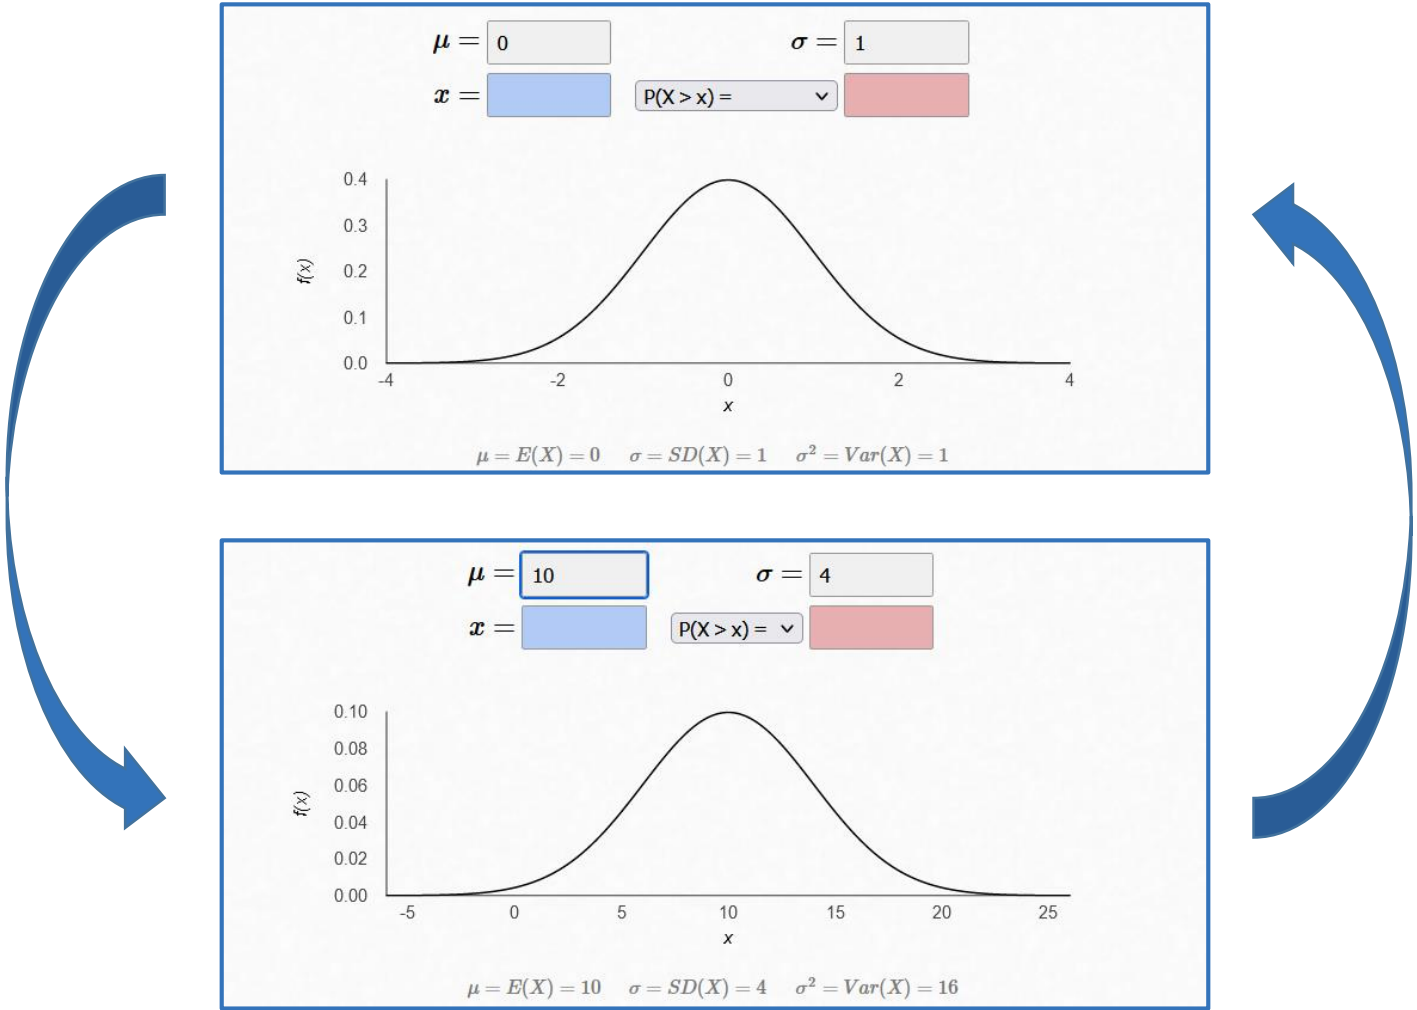 μ = 0 σ = 1
x = P(X > x) =
0.4
0.3
0.2
0.1
0.0
f(x)
-4 -2 0 2 4
x
μ = E(X) = 0 σ = SD(X) = 1 σ² = Var(X) = 1
μ = 10 σ = 4
x = P(X > x) =
0.10
0.08
0.06
0.04
0.02
0.00
f(x)
-5 0 5 10 15 20 25
x
μ = E(X) = 10 σ = SD(X) = 4 σ² = Var(X) = 16